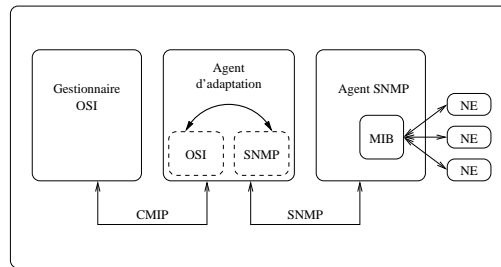 Gestionnaire
OSI
Agent
d'adaptation
OSI
SNMP
Agent SNMP
MIB
NE
NE
NE
CMIP
SNMP